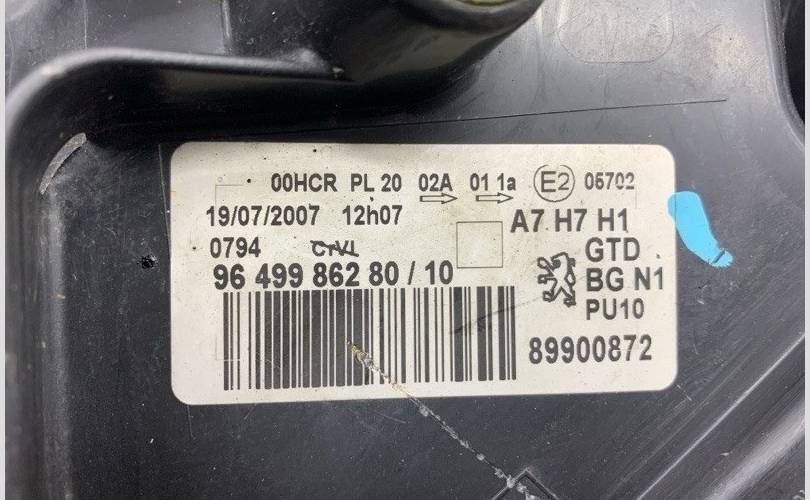 00HCR PL 20 02A 01 1a E2 05702
19/07/2007 12h07 A7 H7 H1
0794 GTD
96 499 862 80 / 10 BG N1
PU10
89900872